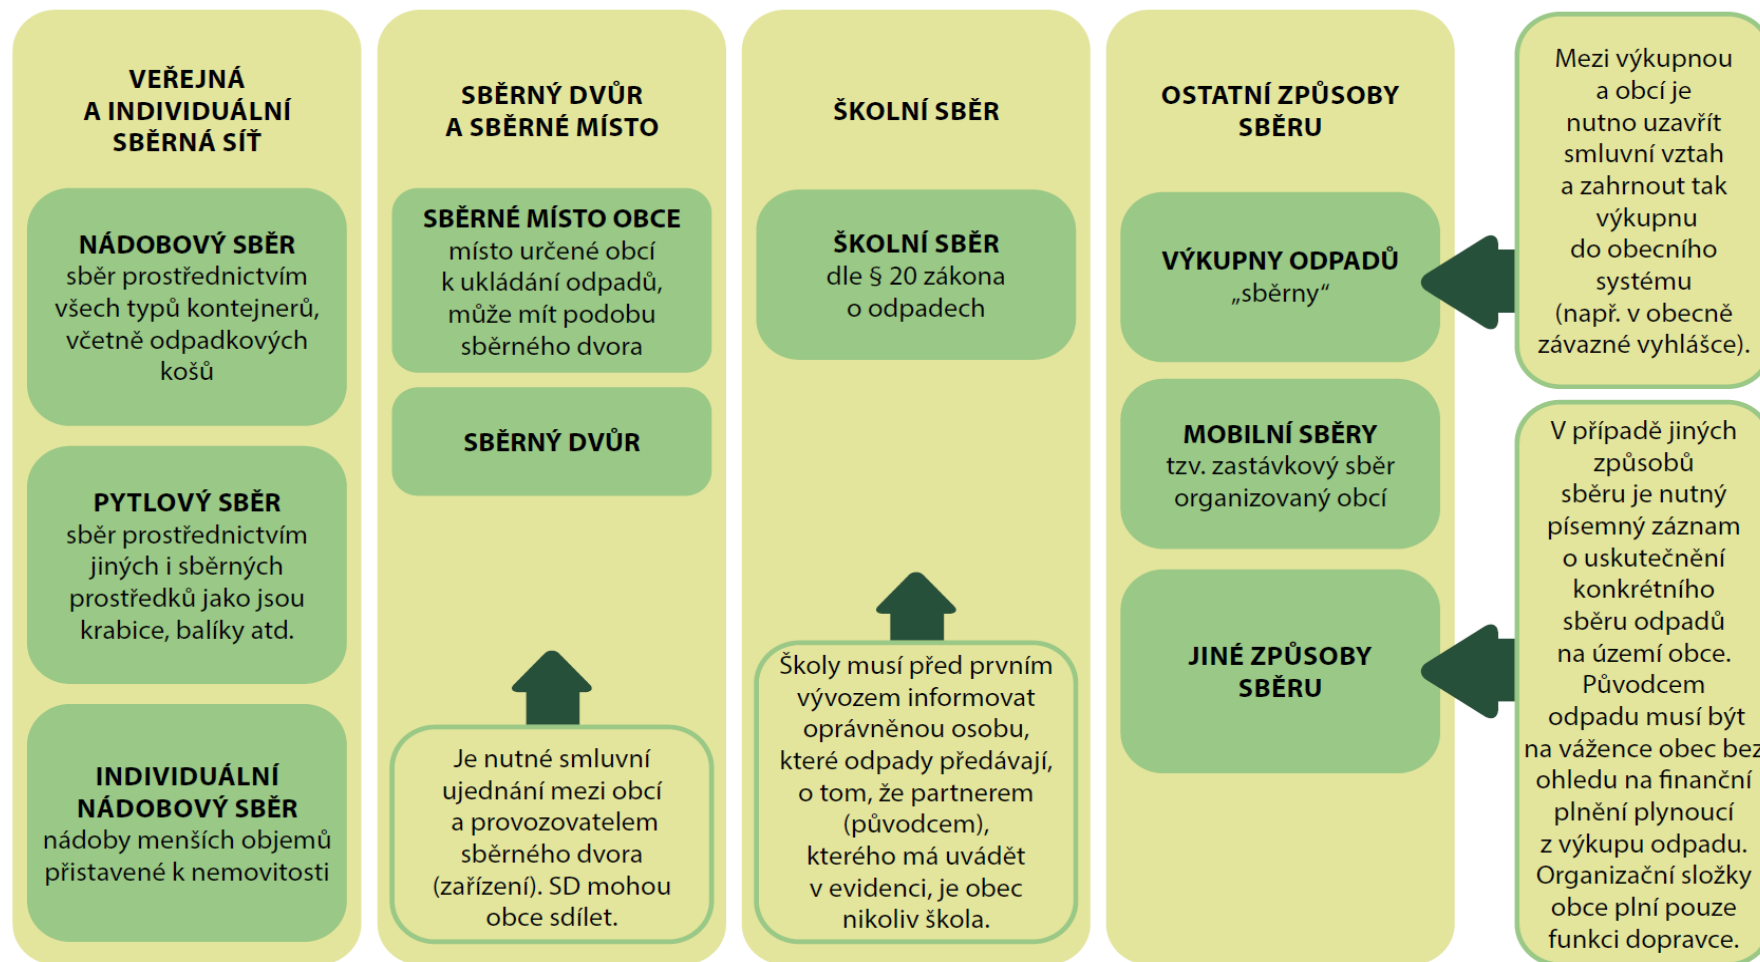 VEŘEJNÁ
A INDIVIDUÁLNÍ
SBĚRNÁ SÍŤ
NÁDOBOVÝ SBĚR
sběr prostřednictvím
všech typů kontejnerů,
včetně odpadkových
košů
PYTLOVÝ SBĚR
sběr prostřednictvím
jiných i sběrných
prostředků jako jsou
krabice, balíky atd.
INDIVIDUÁLNÍ
NÁDOBOVÝ SBĚR
nádoby menších objemů
přistavené k nemovitosti
SBĚRNÝ DVŮR
A SBĚRNÉ MÍSTO
SBĚRNÉ MÍSTO OBCE
místo určené obcí
k ukládání odpadů,
může mít podobu
sběrného dvora
SBĚRNÝ DVŮR
Je nutné smluvní
ujednání mezi obcí
a provozovatelem
sběrného dvora
(zařízení). SD mohou
obce sdílet.
ŠKOLNÍ SBĚR
ŠKOLNÍ SBĚR
dle § 20 zákona
o odpadech
Školy musí před prvním
vývozem informovat
oprávněnou osobu,
které odpady předávají,
o tom, že partnerem
(původcem),
kterého má uvádět
v evidenci, je obec
nikoliv škola.
OSTATNÍ ZPŮSOBY
SBĚRU
VÝKUPNY ODPADŮ
„sběrny“
MOBILNÍ SBĚRY
tzv. zastávkový sběr
organizovaný obcí
JINÉ ZPŮSOBY
SBĚRU
Mezi výkupnou
a obcí je
nutno uzavřít
smluvní vztah
a zahrnout tak
výkupnu
do obecního
systému
(např. v obecně
závazné vyhlášce).
V případě jiných
způsobů
sběru je nutný
písemný záznam
o uskutečnění
konkrétního
sběru odpadů
na území obce.
Původcem
odpadu musí být
na vážence obec bez
ohledu na finanční
plnění plynoucí
z výkupu odpadu.
Organizační složky
obce plní pouze
funkci dopravce.